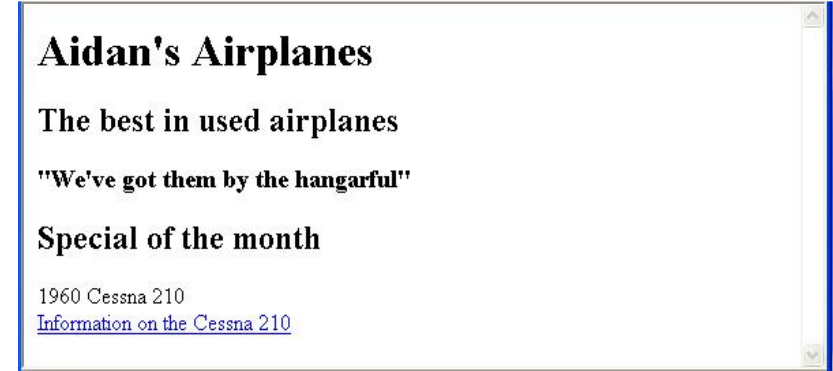 Aidan's Airplanes
The best in used airplanes
"We've got them by the hangarful"
Special of the month
1960 Cessna 210
Information on the Cessna 210